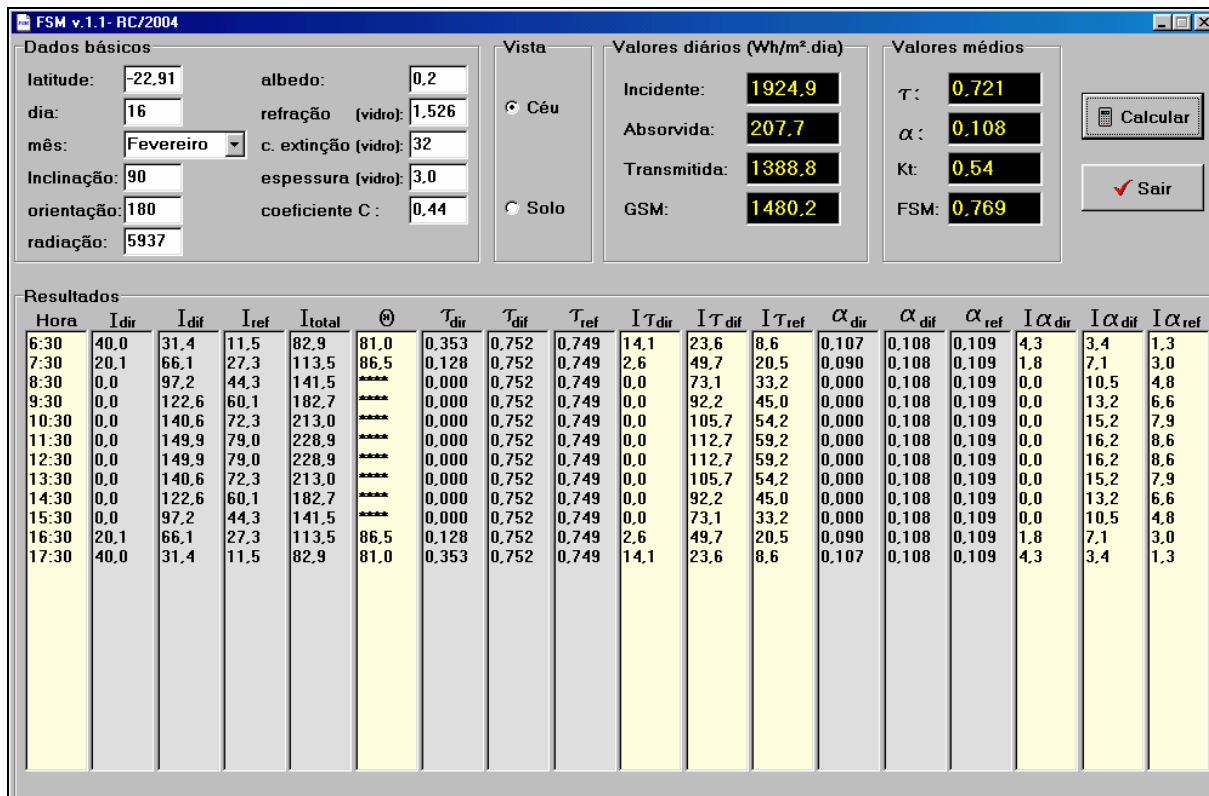 FSM v.1.1- RC/2004
Dados básicos
latitude: -22,91
albedo: 0,2
dia: 16
refração (vidro): 1,526
mês: Fevereiro
c. extinção (vidro): 32
Inclinação: 90
espessura (vidro): 3,0
orientação: 180
coeficiente C : 0,44
radiação: 5937
Vista
Céu
Solo
Valores diários (Wh/m².dia)
Incidente: 1924,9
Absorvida: 207,7
Transmitida: 1388,8
GSM: 1480,2
Valores médios
τ: 0,721
α: 0,108
Kt: 0,54
FSM: 0,769
Calcular
Sair
Resultados
Hora Idir Idif Iref Itotal Θ τdir τdif τref Iτdir Iτdif Iτref αdir αdif αref Iαdir Iαdif Iαref
6:30 40,0 31,4 11,5 82,9 81,0 0,353 0,752 0,749 14,1 23,6 8,6 0,107 0,108 0,109 4,3 3,4 1,3
7:30 20,1 66,1 27,3 113,5 86,5 0,128 0,752 0,749 2,6 49,7 20,5 0,090 0,108 0,109 1,8 7,1 3,0
8:30 0,0 97,2 44,3 141,5 **** 0,000 0,752 0,749 0,0 73,1 33,2 0,000 0,108 0,109 0,0 10,5 4,8
9:30 0,0 122,6 60,1 182,7 **** 0,000 0,752 0,749 0,0 92,2 45,0 0,000 0,108 0,109 0,0 13,2 6,6
10:30 0,0 140,6 72,3 213,0 **** 0,000 0,752 0,749 0,0 105,7 54,2 0,000 0,108 0,109 0,0 15,2 7,9
11:30 0,0 149,9 79,0 228,9 **** 0,000 0,752 0,749 0,0 112,7 59,2 0,000 0,108 0,109 0,0 16,2 8,6
12:30 0,0 149,9 79,0 228,9 **** 0,000 0,752 0,749 0,0 112,7 59,2 0,000 0,108 0,109 0,0 16,2 8,6
13:30 0,0 140,6 72,3 213,0 **** 0,000 0,752 0,749 0,0 105,7 54,2 0,000 0,108 0,109 0,0 15,2 7,9
14:30 0,0 122,6 60,1 182,7 **** 0,000 0,752 0,749 0,0 92,2 45,0 0,000 0,108 0,109 0,0 13,2 6,6
15:30 0,0 97,2 44,3 141,5 **** 0,000 0,752 0,749 0,0 73,1 33,2 0,000 0,108 0,109 0,0 10,5 4,8
16:30 20,1 66,1 27,3 113,5 86,5 0,128 0,752 0,749 2,6 49,7 20,5 0,090 0,108 0,109 1,8 7,1 3,0
17:30 40,0 31,4 11,5 82,9 81,0 0,353 0,752 0,749 14,1 23,6 8,6 0,107 0,108 0,109 4,3 3,4 1,3